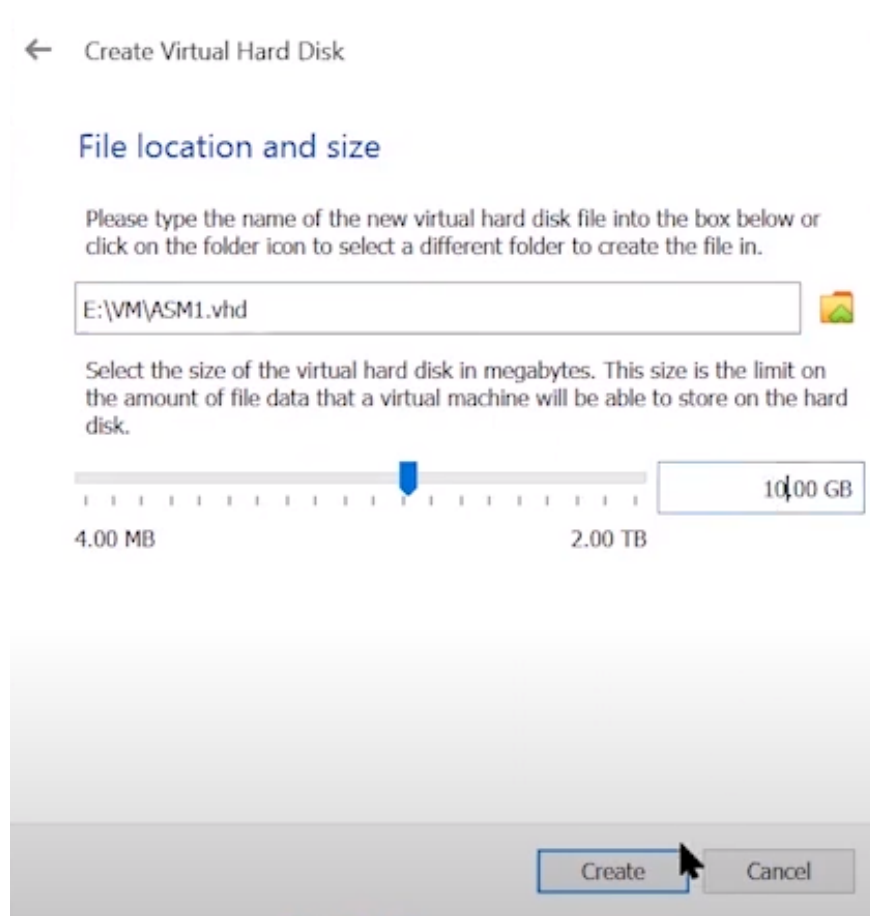 Create Virtual Hard Disk
File location and size
Please type the name of the new virtual hard disk file into the box below or
click on the folder icon to select a different folder to create the file in.
E:\VM\ASM1.vhd
Select the size of the virtual hard disk in megabytes. This size is the limit on
the amount of file data that a virtual machine will be able to store on the hard
disk.
10.00 GB
4.00 MB 2.00 TB
Create Cancel